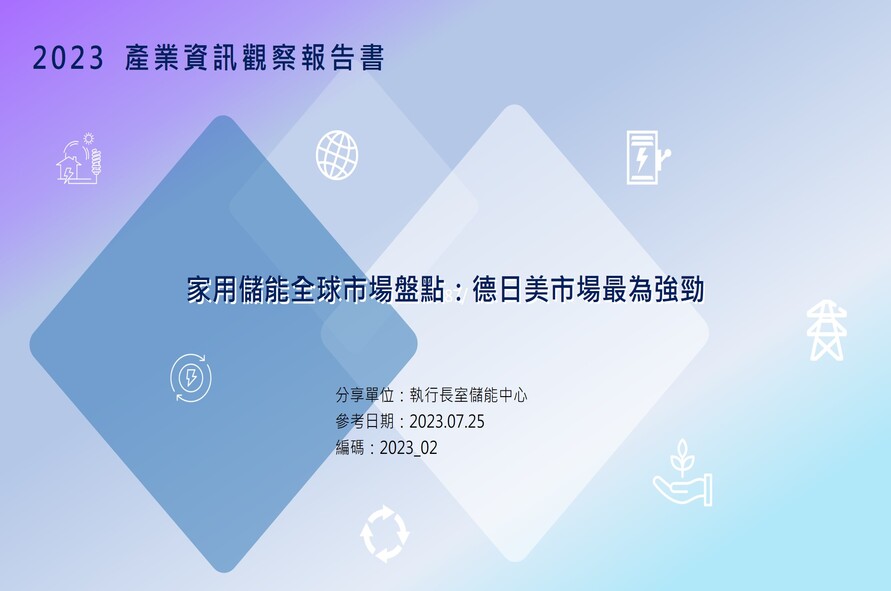 2023 產業資訊觀察報告書
家用儲能全球市場盤點：德日美市場最為強勁
分享單位：執行長室儲能中心
參考日期：2023.07.25
編碼：2023_02